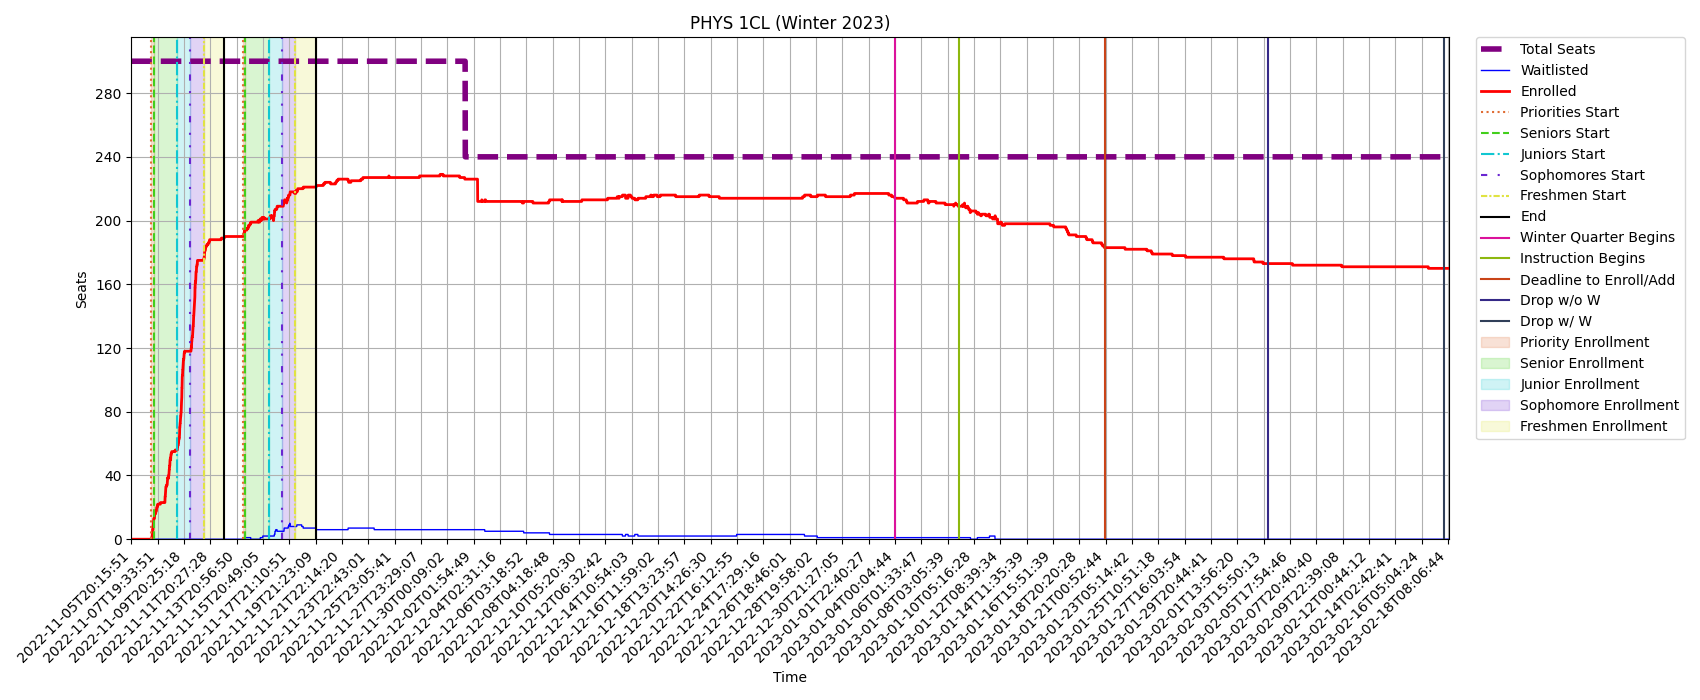 PHYS 1CL (Winter 2023)
Seats
280
240
200
160
120
80
40
0
2022-11-05T20:15:51
2022-11-07T19:33:51
2022-11-09T20:25:18
2022-11-11T20:27:28
2022-11-13T20:56:50
2022-11-15T20:49:05
2022-11-17T21:10:51
2022-11-19T21:23:09
2022-11-21T22:14:20
2022-11-23T22:43:01
2022-11-25T23:05:41
2022-11-27T23:29:07
2022-11-30T00:09:02
2022-12-02T01:54:49
2022-12-04T02:31:16
2022-12-06T03:18:52
2022-12-08T04:18:48
2022-12-10T05:20:30
2022-12-12T06:32:42
2022-12-14T10:54:03
2022-12-16T11:59:02
2022-12-18T13:23:57
2022-12-20T14:26:30
2022-12-22T16:12:55
2022-12-24T17:29:16
2022-12-26T18:46:01
2022-12-28T19:58:02
2022-12-30T21:27:05
2023-01-01T22:40:27
2023-01-04T00:04:44
2023-01-06T01:33:47
2023-01-08T03:05:39
2023-01-10T05:16:28
2023-01-12T08:39:34
2023-01-14T11:35:39
2023-01-16T15:51:39
2023-01-18T20:20:28
2023-01-21T00:52:44
2023-01-23T05:14:42
2023-01-25T10:51:18
2023-01-27T16:03:54
2023-01-29T20:44:41
2023-02-01T13:56:20
2023-02-03T15:50:13
2023-02-05T17:54:46
2023-02-07T20:40:40
2023-02-09T22:39:08
2023-02-12T00:44:12
2023-02-14T02:42:41
2023-02-16T05:04:24
2023-02-18T08:06:44
Time
Total Seats
Waitlisted
Enrolled
Priorities Start
Seniors Start
Juniors Start
Sophomores Start
Freshmen Start
End
Winter Quarter Begins
Instruction Begins
Deadline to Enroll/Add
Drop w/o W
Drop w/ W
Priority Enrollment
Senior Enrollment
Junior Enrollment
Sophomore Enrollment
Freshmen Enrollment